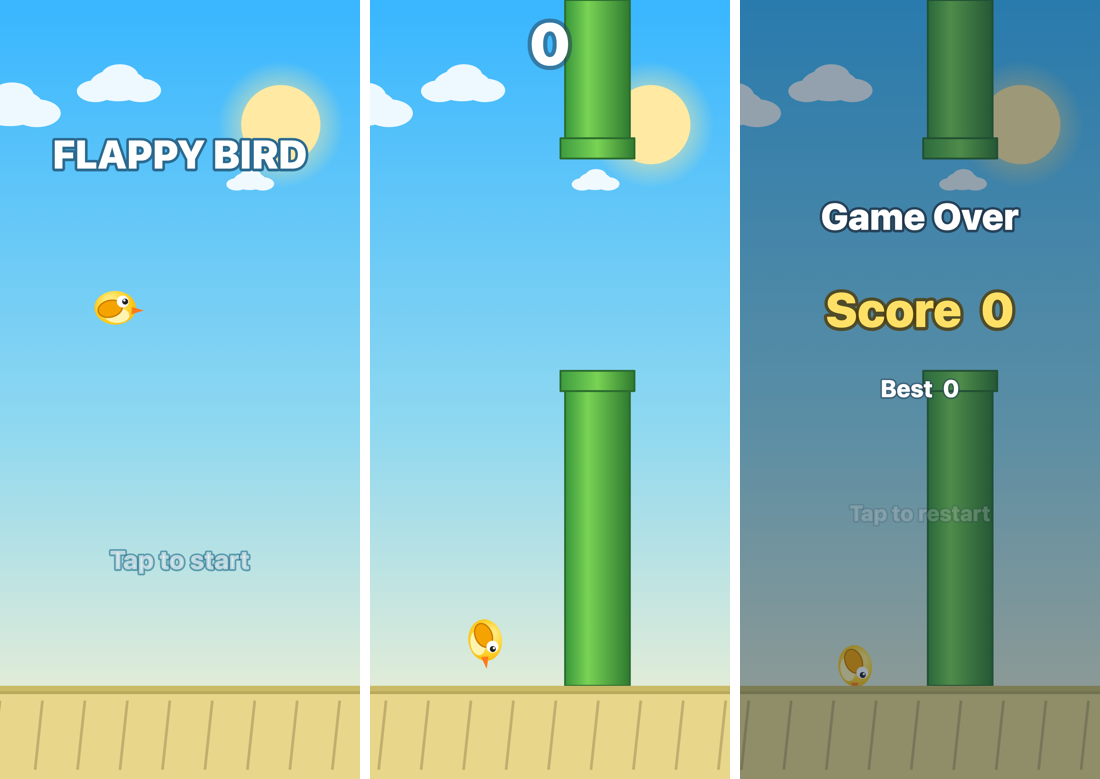 FLAPPY BIRD
Tap to start
0
Game Over
Score 0
Best 0
Tap to restart